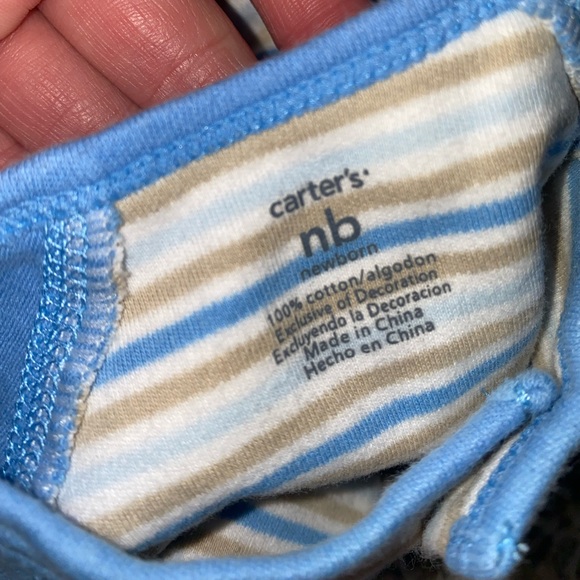 carter's
nb
newborn
100% cotton/algodon
Exclusive of Decoration
Excluyendo la Decoracion
Made in China
Hecho en China